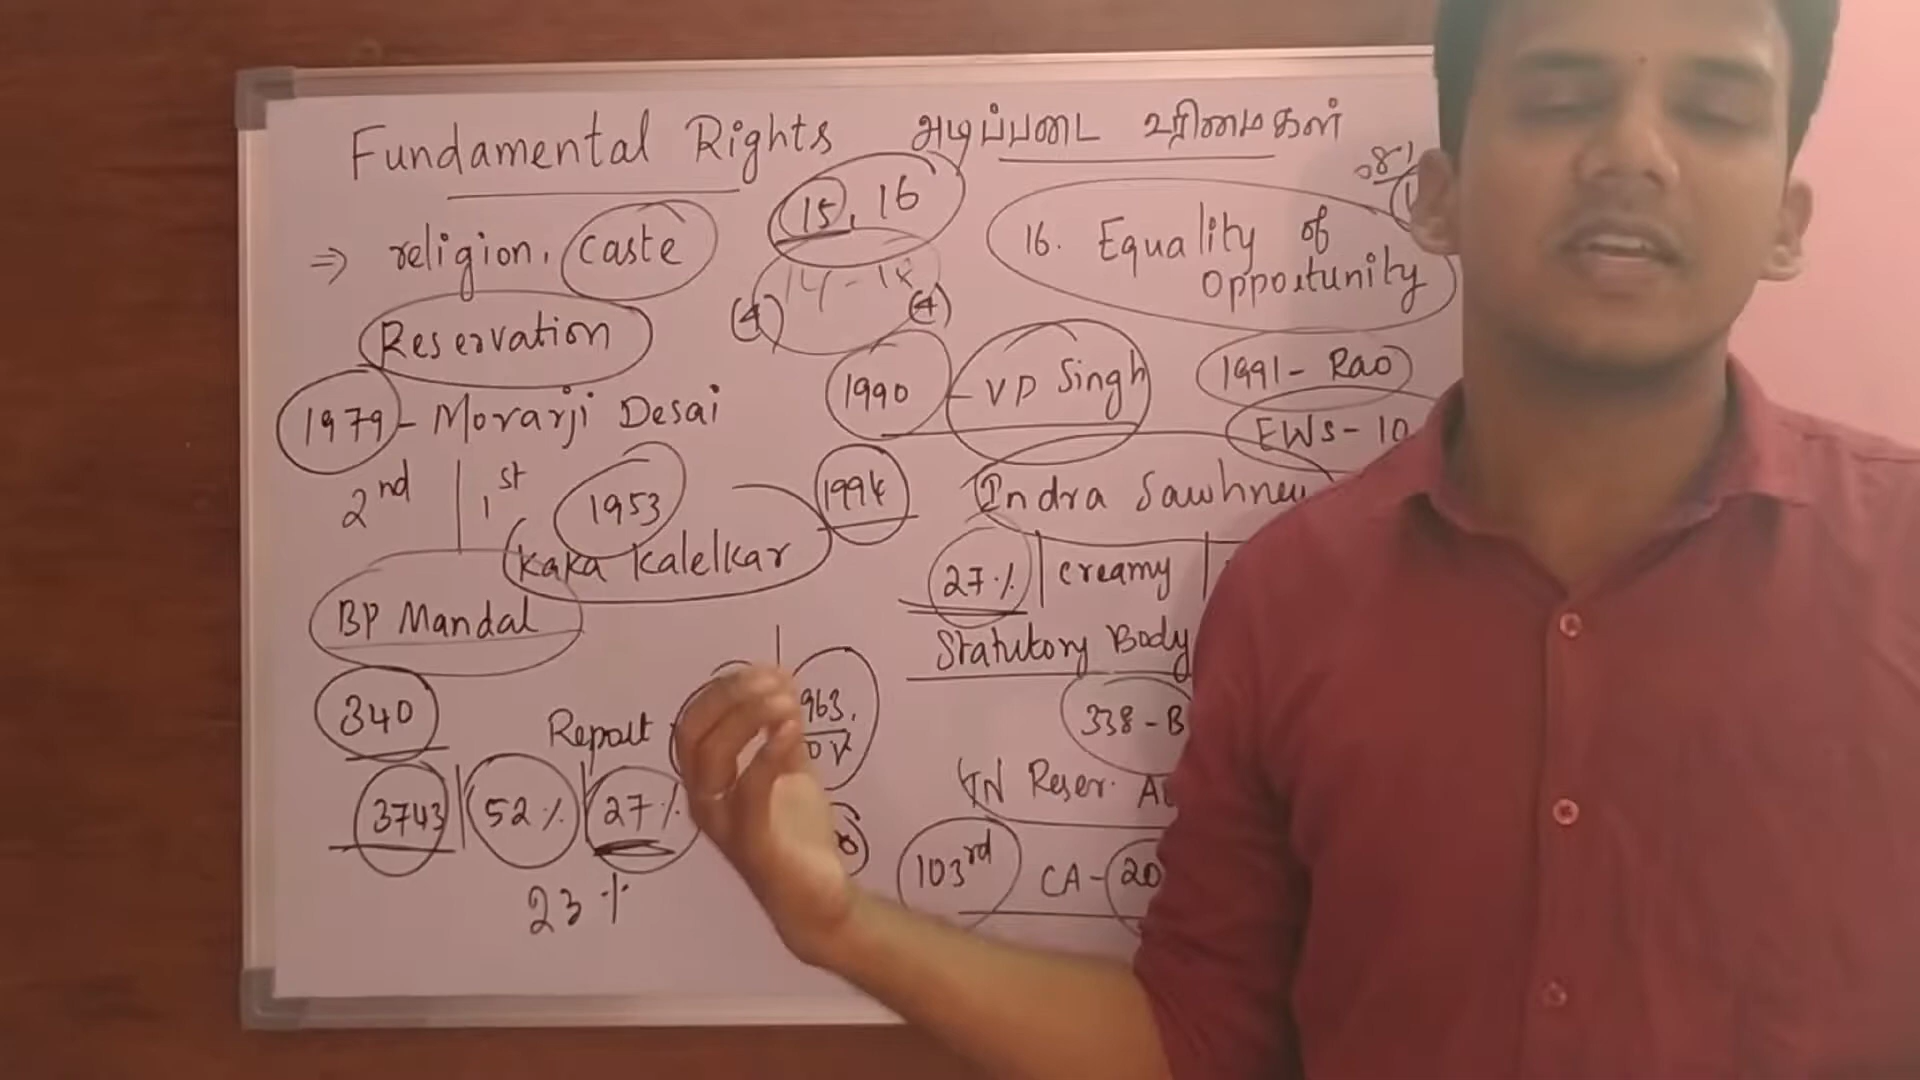 Fundamental Rights அடிப்படை உரிமைகள்
⇒ religion, caste
15, 16
14 - 18
(4) (4)
16. Equality of
Opportunity
Reservation
1979 - Morarji Desai
1990 - VP Singh
1991 - Rao
EWS - 10
2nd | 1st
1953
Kaka Kalelkar
1994
Indra Sawhney
27% | creamy |
BP Mandal
Statutory Body
340
Report
963.
338 - B
3743 | 52% | 27%
TN Reser.
23%
103rd CA - 20